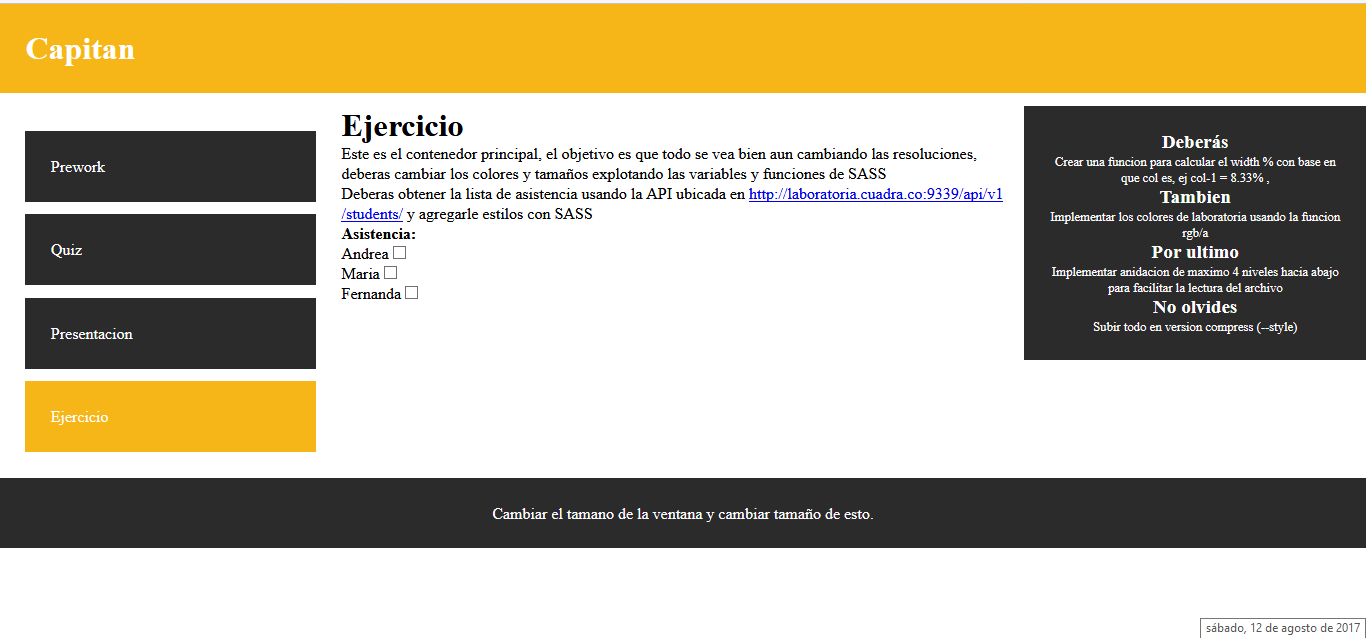 Capitan
Prework
Quiz
Presentacion
Ejercicio
Ejercicio
Este es el contenedor principal, el objetivo es que todo se vea bien aun cambiando las resoluciones,
deberas cambiar los colores y tamaños explotando las variables y funciones de SASS
Deberas obtener la lista de asistencia usando la API ubicada en http://laboratoria.cuadra.co:9339/api/v1
/students/ y agregarle estilos con SASS
Asistencia:
Andrea
Maria
Fernanda
Deberás
Crear una funcion para calcular el width % con base en
que col es, ej col-1 = 8.33% ,
Tambien
Implementar los colores de laboratoria usando la funcion
rgb/a
Por ultimo
Implementar anidacion de maximo 4 niveles hacia abajo
para facilitar la lectura del archivo
No olvides
Subir todo en version compress (--style)
Cambiar el tamano de la ventana y cambiar tamaño de esto.
sábado, 12 de agosto de 2017